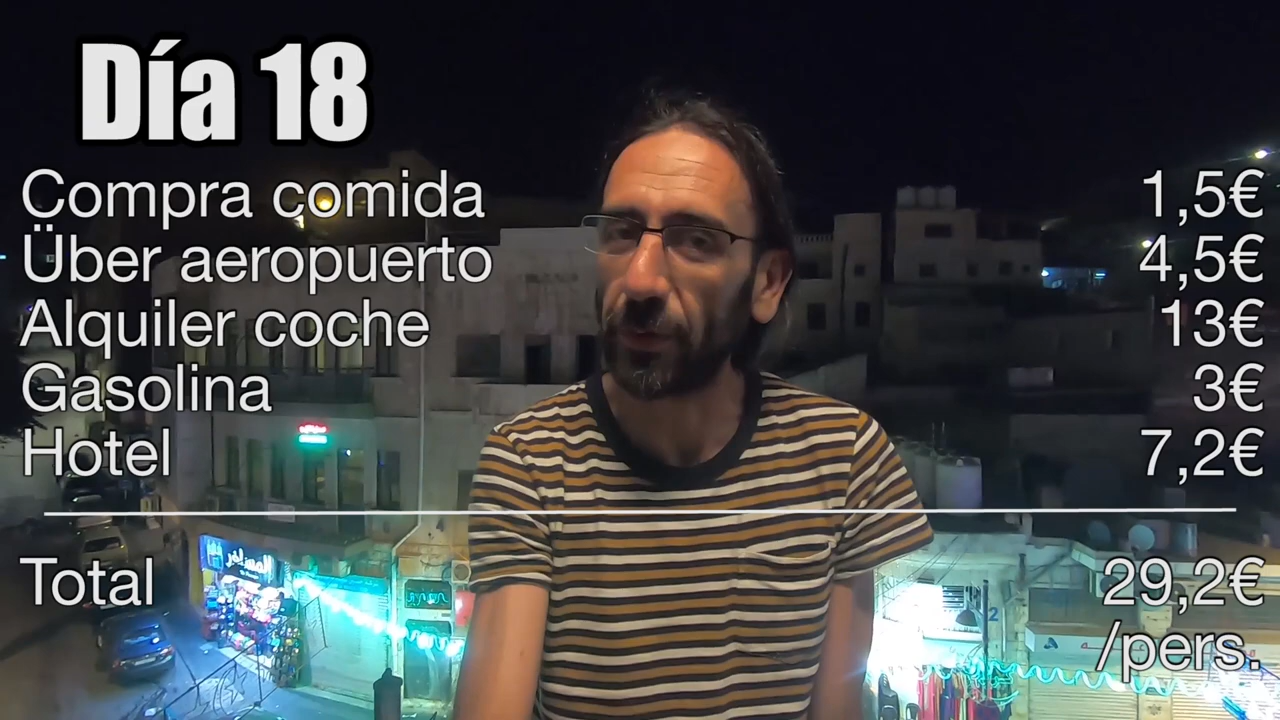 Día 18
Compra comida 1,5€
Über aeropuerto 4,5€
Alquiler coche 13€
Gasolina 3€
Hotel 7,2€
Total 29,2€
/pers.
المسافر